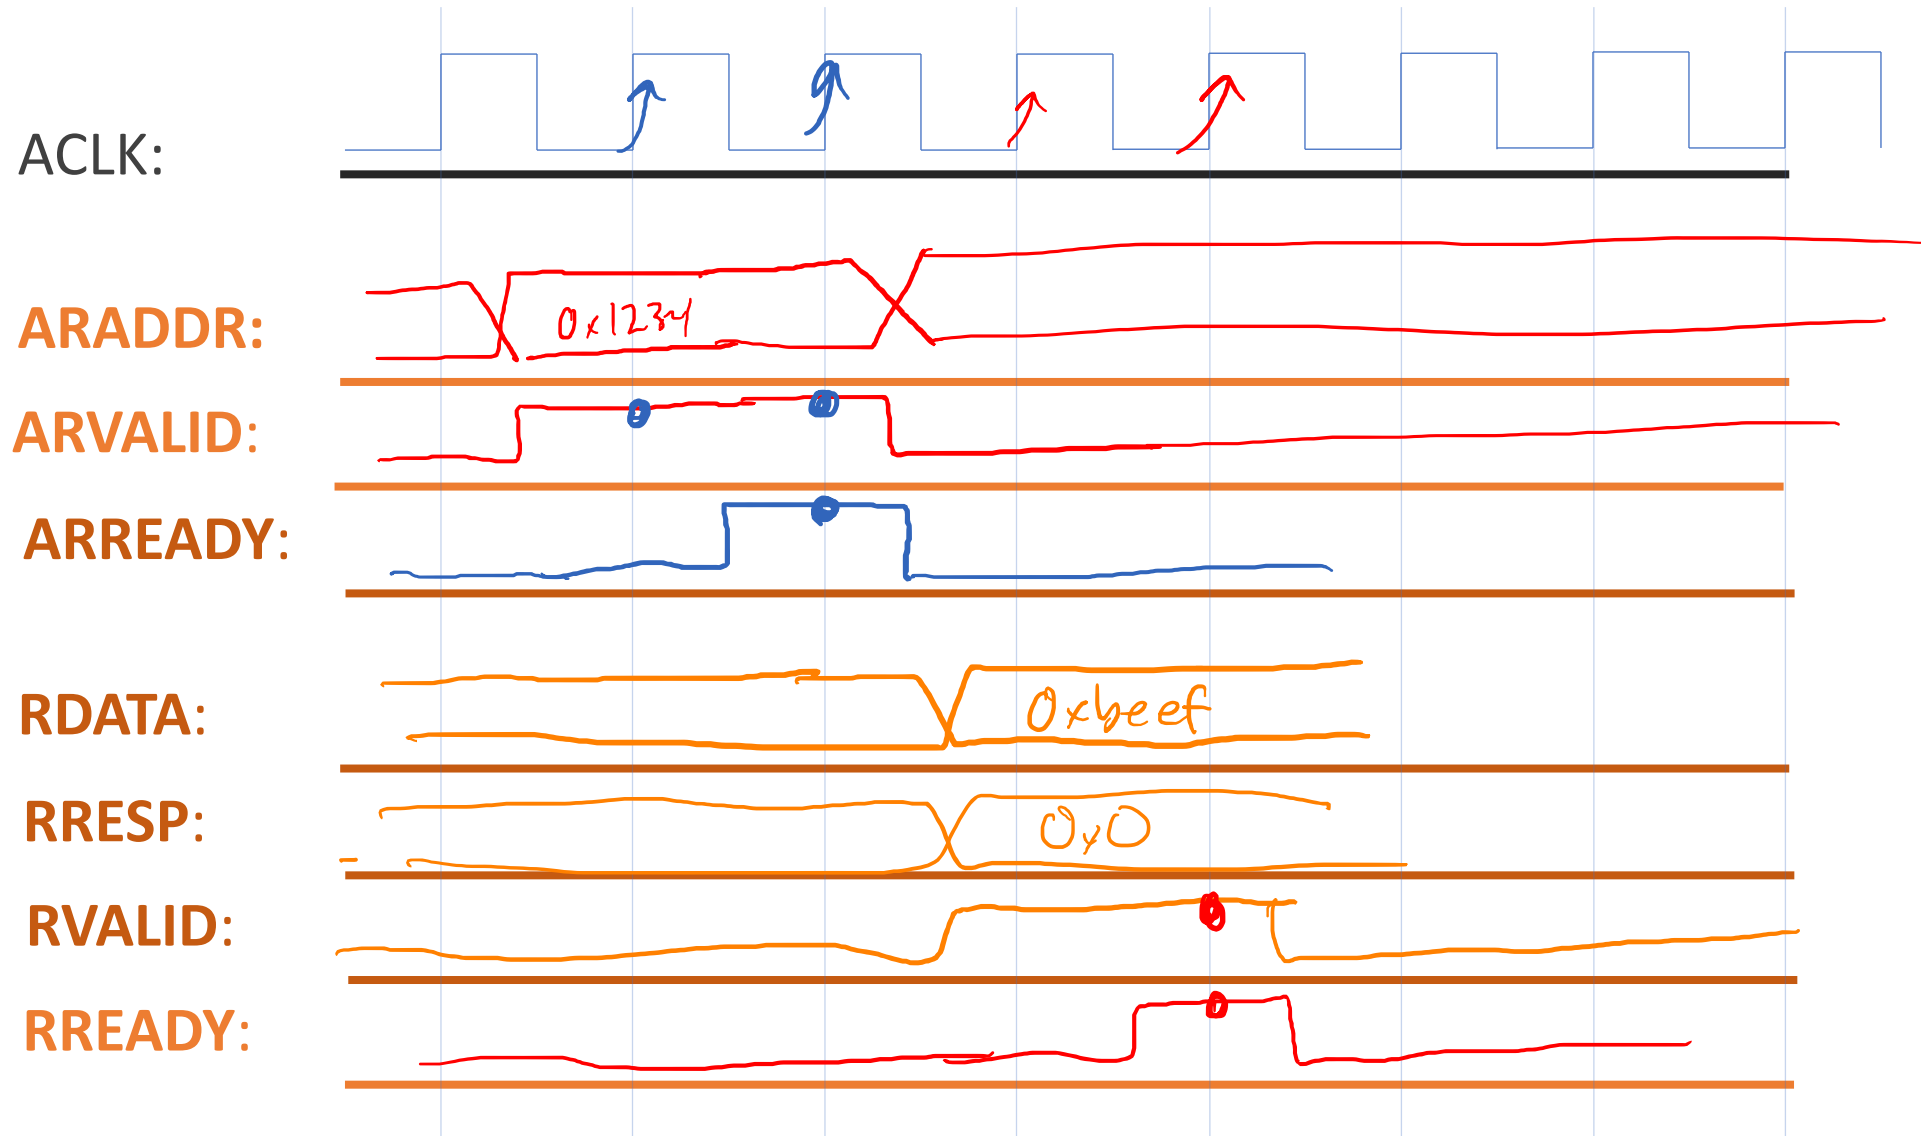 ACLK:
ARADDR:
0x1234
ARVALID:
ARREADY:
RDATA:
0xbeef
RRESP:
0x0
RVALID:
RREADY: